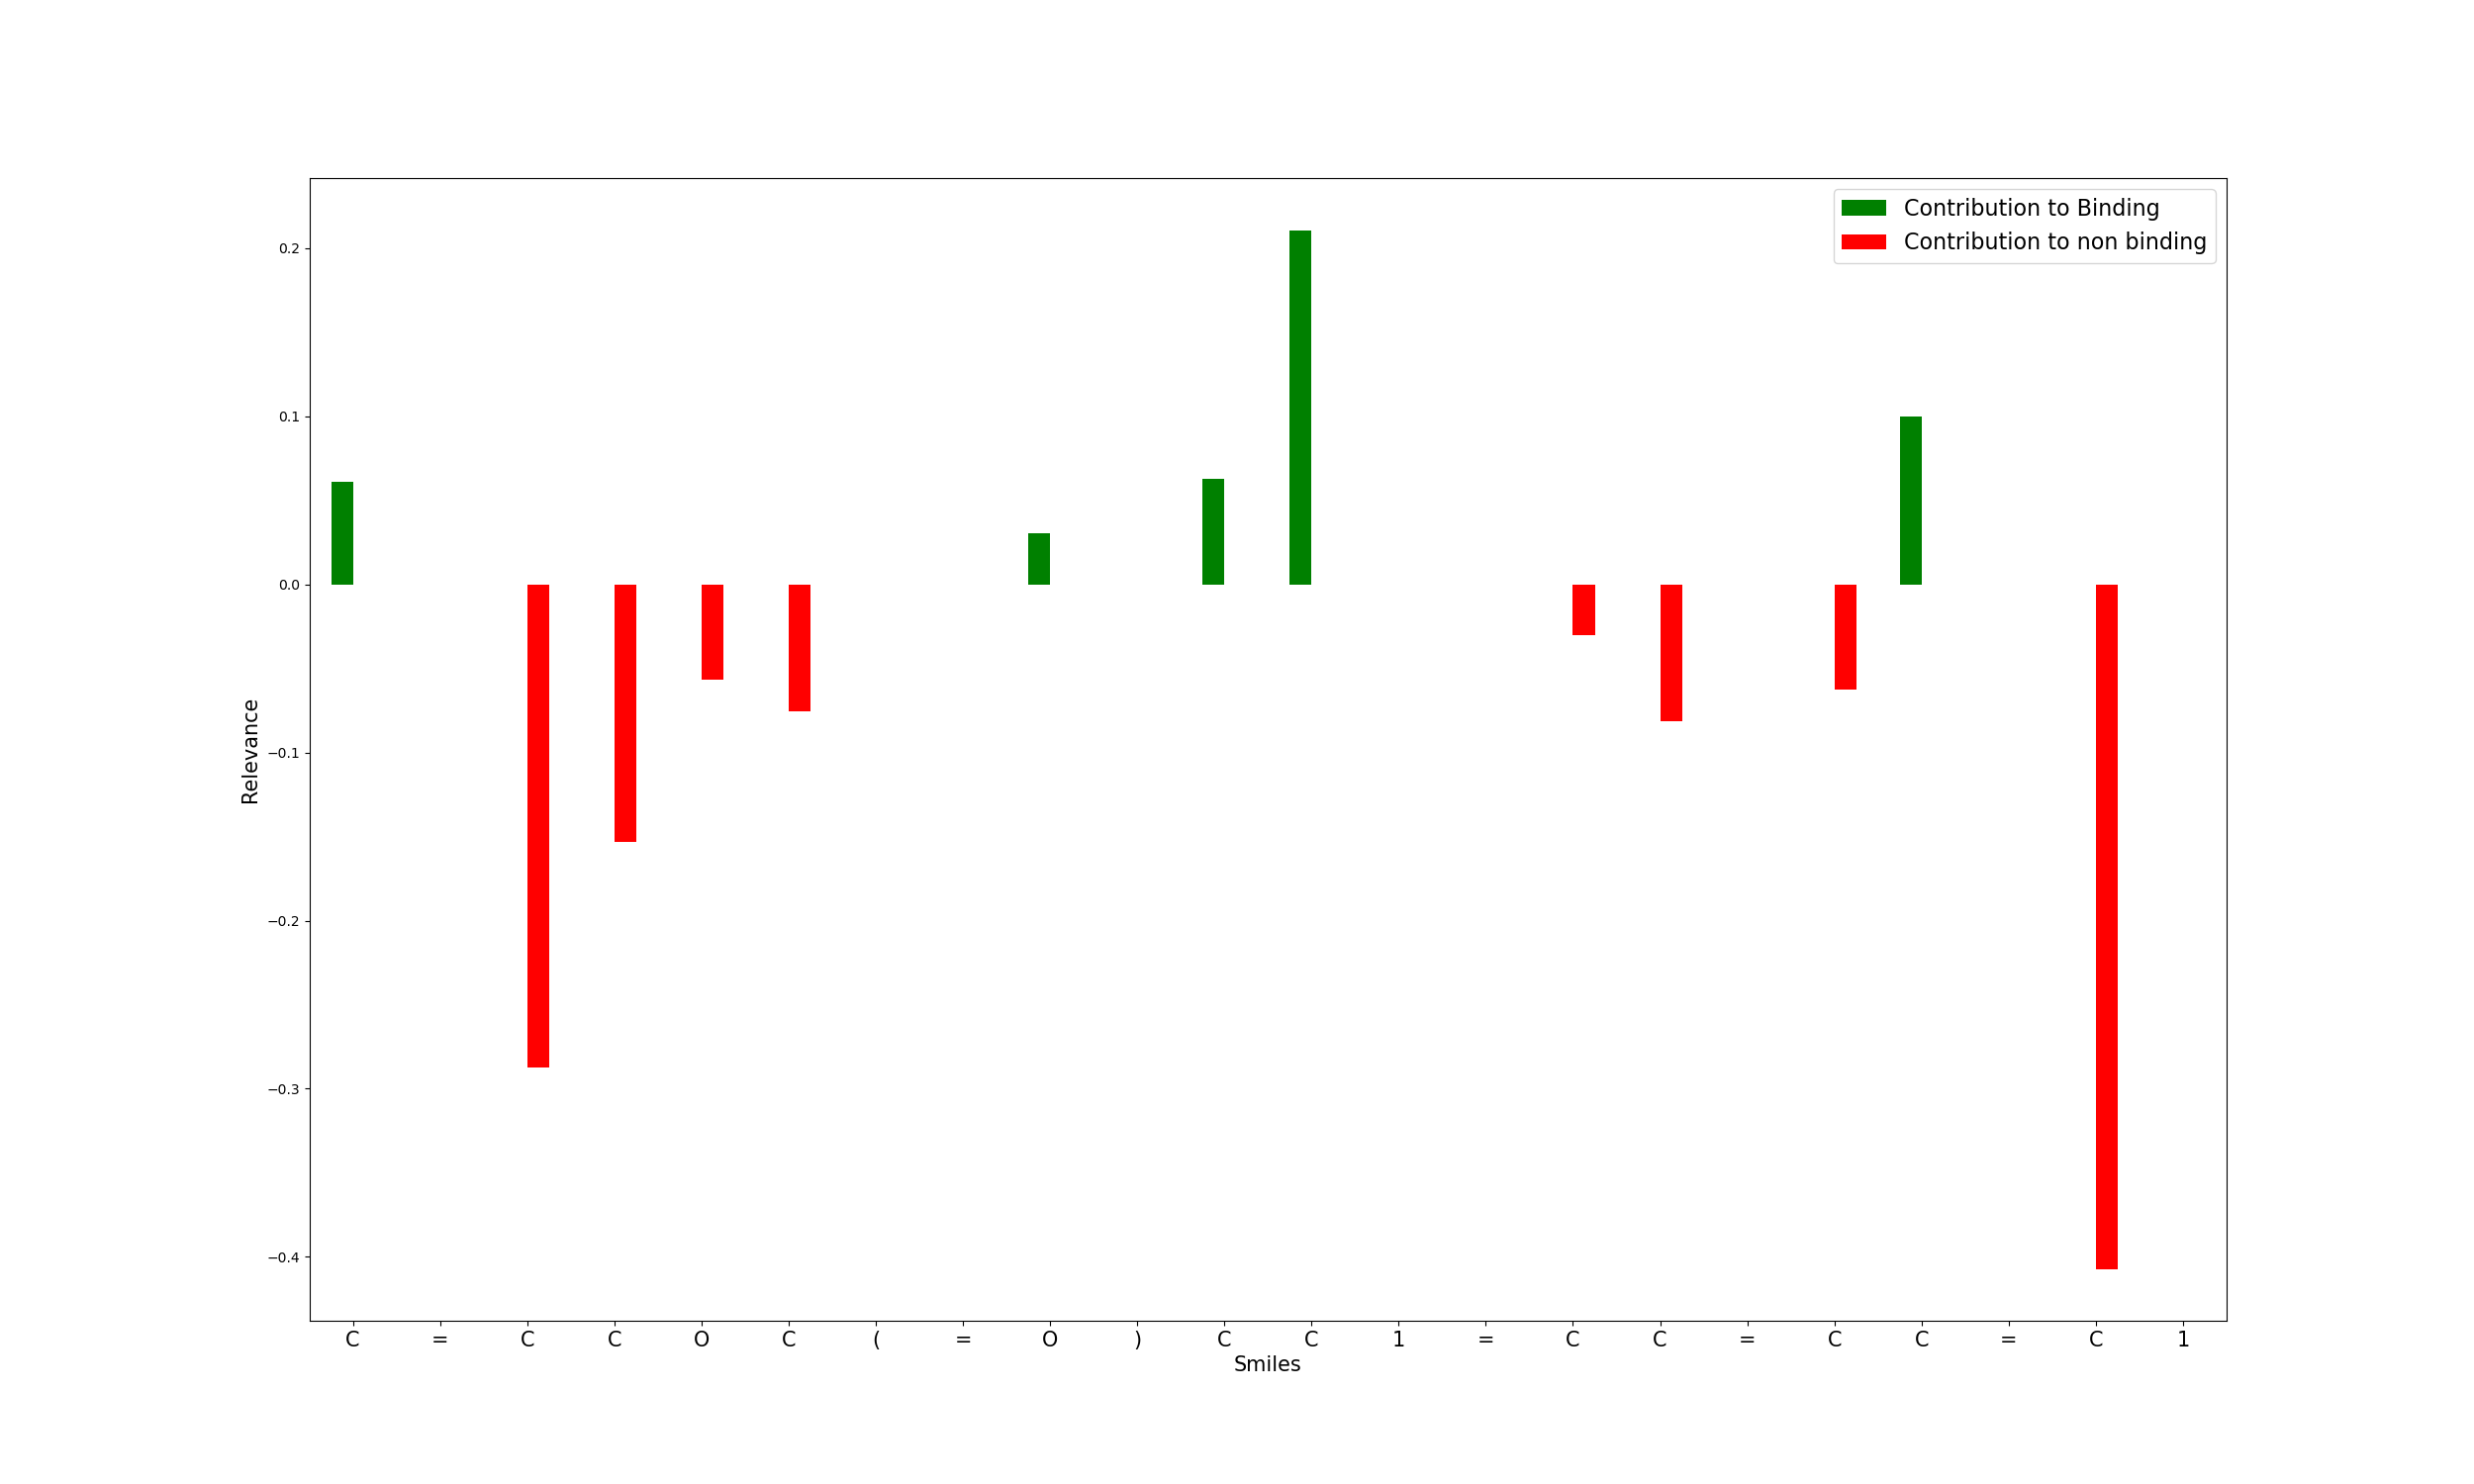 Contribution to Binding
Contribution to non binding
0.2
0.1
0.0
−0.1
−0.2
−0.3
−0.4
Relevance
C = C C O C ( = O ) C C 1 = C C = C C = C 1
Smiles